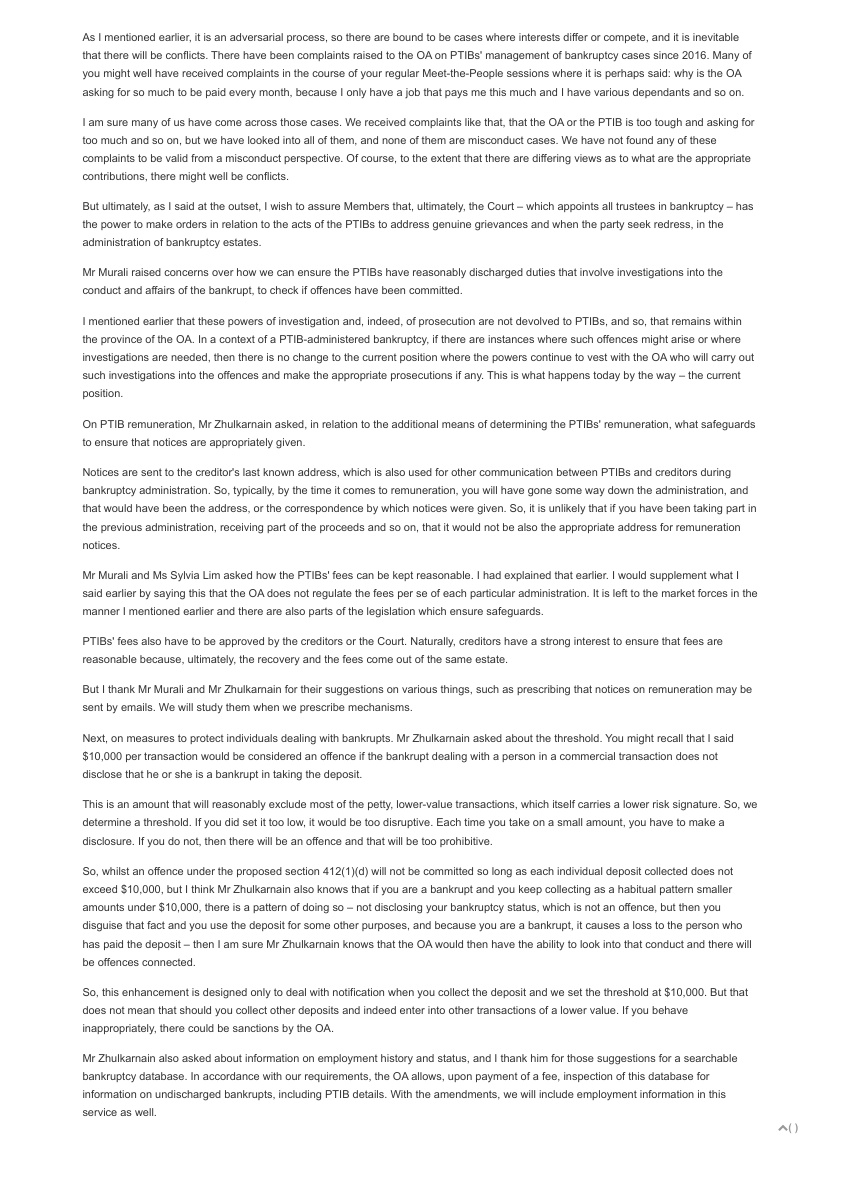 As I mentioned earlier, it is an adversarial process, so there are bound to be cases where interests differ or compete, and it is inevitable
that there will be conflicts. There have been complaints raised to the OA on PTIBs' management of bankruptcy cases since 2016. Many of
you might well have received complaints in the course of your regular Meet-the-People sessions where it is perhaps said: why is the OA
asking for so much to be paid every month, because I only have a job that pays me this much and I have various dependants and so on.
I am sure many of us have come across those cases. We received complaints like that, that the OA or the PTIB is too tough and asking for
too much and so on, but we have looked into all of them, and none of them are misconduct cases. We have not found any of these
complaints to be valid from a misconduct perspective. Of course, to the extent that there are differing views as to what are the appropriate
contributions, there might well be conflicts.
But ultimately, as I said at the outset, I wish to assure Members that, ultimately, the Court – which appoints all trustees in bankruptcy – has
the power to make orders in relation to the acts of the PTIBs to address genuine grievances and when the party seek redress, in the
administration of bankruptcy estates.
Mr Murali raised concerns over how we can ensure the PTIBs have reasonably discharged duties that involve investigations into the
conduct and affairs of the bankrupt, to check if offences have been committed.
I mentioned earlier that these powers of investigation and, indeed, of prosecution are not devolved to PTIBs, and so, that remains within
the province of the OA. In a context of a PTIB-administered bankruptcy, if there are instances where such offences might arise or where
investigations are needed, then there is no change to the current position where the powers continue to vest with the OA who will carry out
such investigations into the offences and make the appropriate prosecutions if any. This is what happens today by the way – the current
position.
On PTIB remuneration, Mr Zhulkarnain asked, in relation to the additional means of determining the PTIBs' remuneration, what safeguards
to ensure that notices are appropriately given.
Notices are sent to the creditor's last known address, which is also used for other communication between PTIBs and creditors during
bankruptcy administration. So, typically, by the time it comes to remuneration, you will have gone some way down the administration, and
that would have been the address, or the correspondence by which notices were given. So, it is unlikely that if you have been taking part in
the previous administration, receiving part of the proceeds and so on, that it would not be also the appropriate address for remuneration
notices.
Mr Murali and Ms Sylvia Lim asked how the PTIBs' fees can be kept reasonable. I had explained that earlier. I would supplement what I
said earlier by saying this that the OA does not regulate the fees per se of each particular administration. It is left to the market forces in the
manner I mentioned earlier and there are also parts of the legislation which ensure safeguards.
PTIBs' fees also have to be approved by the creditors or the Court. Naturally, creditors have a strong interest to ensure that fees are
reasonable because, ultimately, the recovery and the fees come out of the same estate.
But I thank Mr Murali and Mr Zhulkarnain for their suggestions on various things, such as prescribing that notices on remuneration may be
sent by emails. We will study them when we prescribe mechanisms.
Next, on measures to protect individuals dealing with bankrupts. Mr Zhulkarnain asked about the threshold. You might recall that I said
$10,000 per transaction would be considered an offence if the bankrupt dealing with a person in a commercial transaction does not
disclose that he or she is a bankrupt in taking the deposit.
This is an amount that will reasonably exclude most of the petty, lower-value transactions, which itself carries a lower risk signature. So, we
determine a threshold. If you did set it too low, it would be too disruptive. Each time you take on a small amount, you have to make a
disclosure. If you do not, then there will be an offence and that will be too prohibitive.
So, whilst an offence under the proposed section 412(1)(d) will not be committed so long as each individual deposit collected does not
exceed $10,000, but I think Mr Zhulkarnain also knows that if you are a bankrupt and you keep collecting as a habitual pattern smaller
amounts under $10,000, there is a pattern of doing so – not disclosing your bankruptcy status, which is not an offence, but then you
disguise that fact and you use the deposit for some other purposes, and because you are a bankrupt, it causes a loss to the person who
has paid the deposit – then I am sure Mr Zhulkarnain knows that the OA would then have the ability to look into that conduct and there will
be offences connected.
So, this enhancement is designed only to deal with notification when you collect the deposit and we set the threshold at $10,000. But that
does not mean that should you collect other deposits and indeed enter into other transactions of a lower value. If you behave
inappropriately, there could be sanctions by the OA.
Mr Zhulkarnain also asked about information on employment history and status, and I thank him for those suggestions for a searchable
bankruptcy database. In accordance with our requirements, the OA allows, upon payment of a fee, inspection of this database for
information on undischarged bankrupts, including PTIB details. With the amendments, we will include employment information in this
service as well.
( )